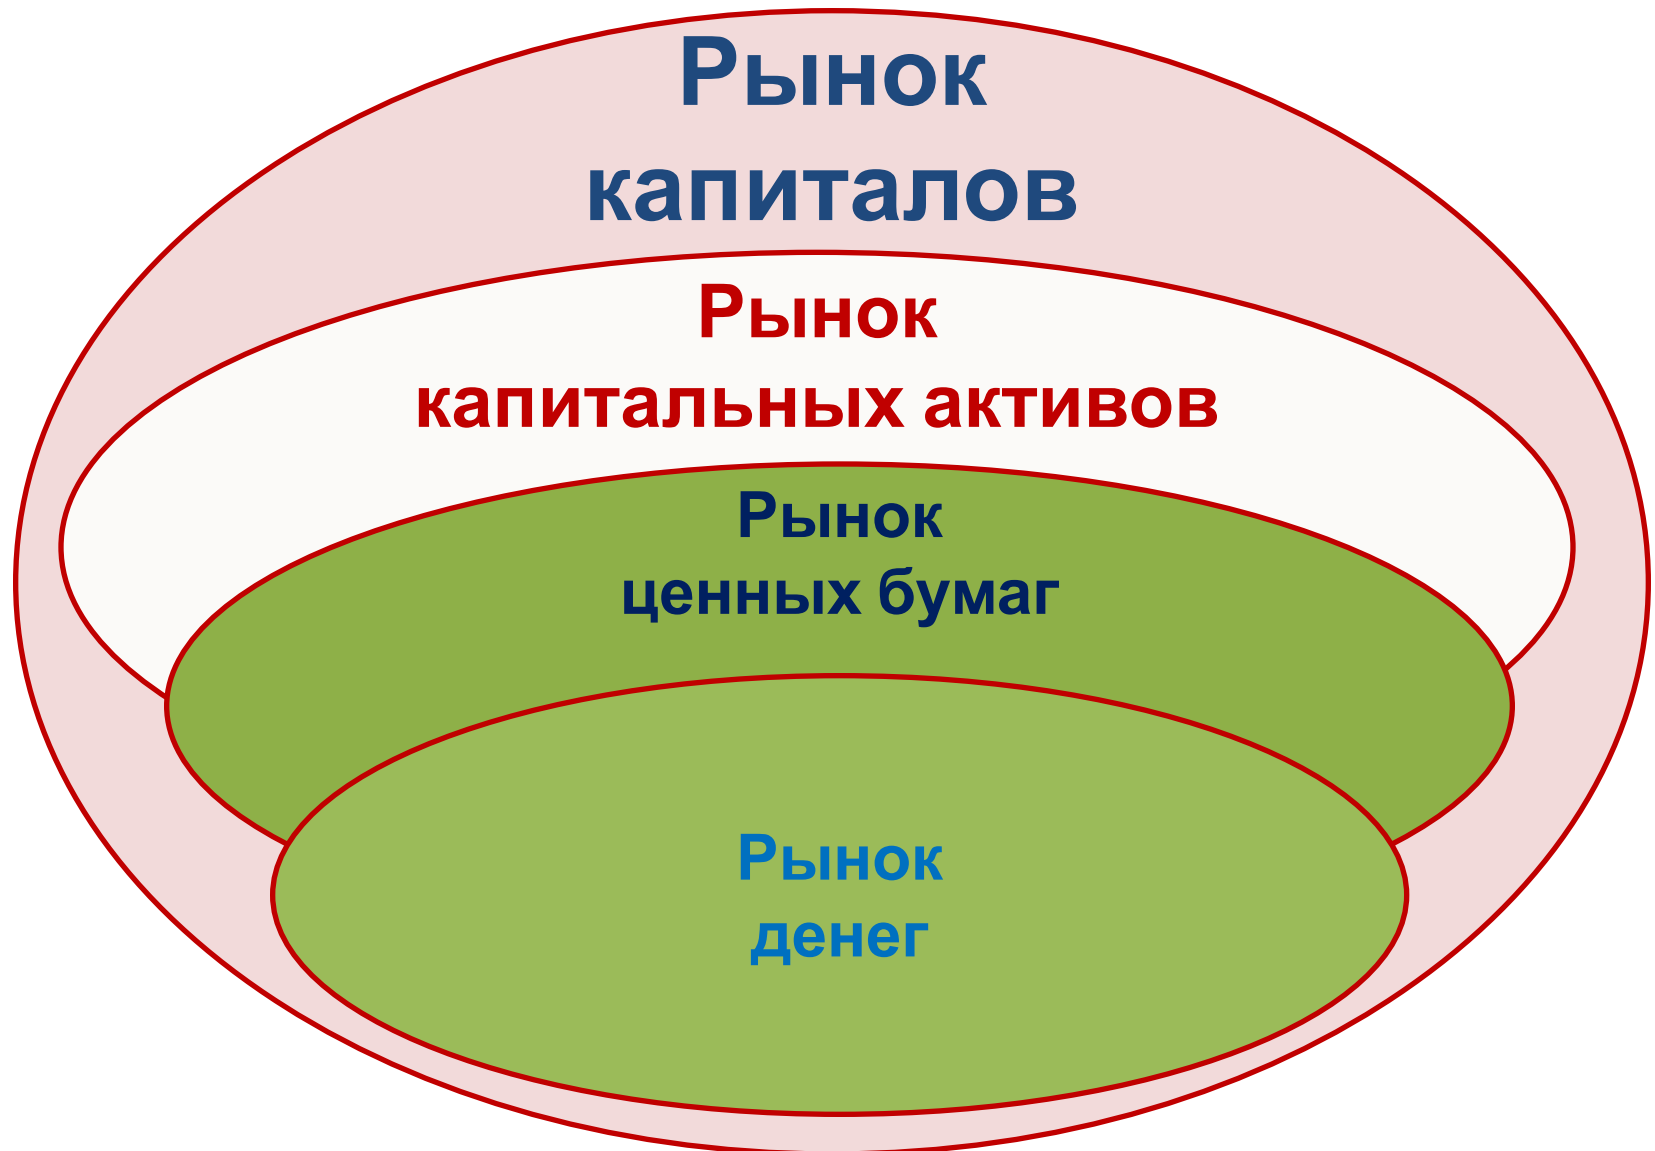 Рынок
капиталов
Рынок
капитальных активов
Рынок
ценных бумаг
Рынок
денег